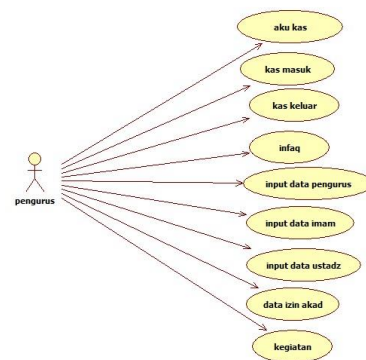 aku kas
kas masuk
kas keluar
infaq
pengurus
input data pengurus
input data imam
input data ustadz
data izin akad
kegiatan